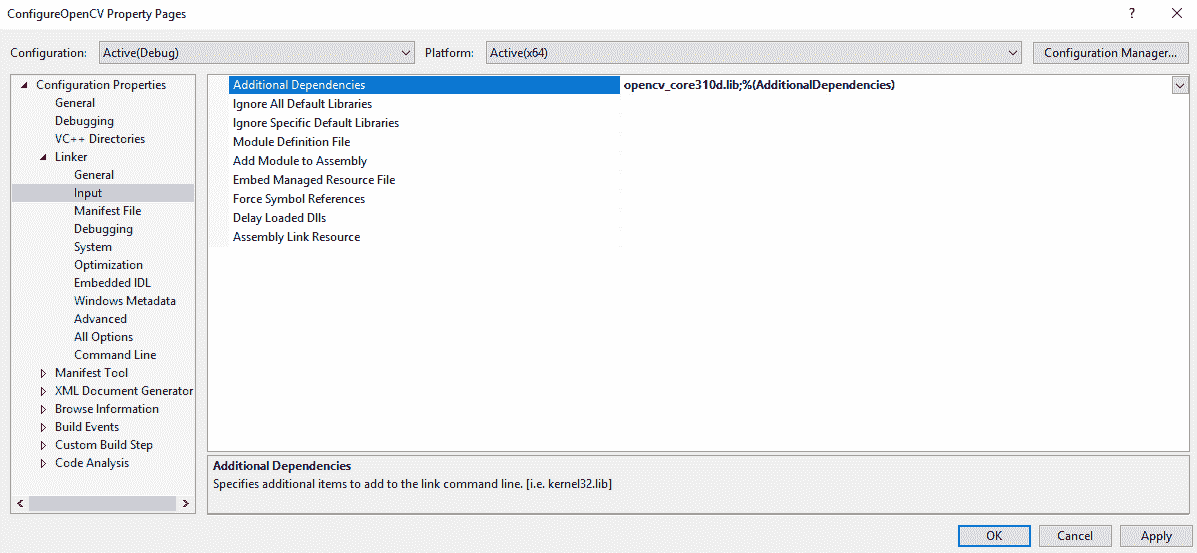 ConfigureOpenCV Property Pages
?
Configuration: Active(Debug) Platform: Active(x64) Configuration Manager...
Configuration Properties
General
Debugging
VC++ Directories
Linker
General
Input
Manifest File
Debugging
System
Optimization
Embedded IDL
Windows Metadata
Advanced
All Options
Command Line
Manifest Tool
XML Document Generator
Browse Information
Build Events
Custom Build Step
Code Analysis
Additional Dependencies opencv_core310d.lib;%(AdditionalDependencies)
Ignore All Default Libraries
Ignore Specific Default Libraries
Module Definition File
Add Module to Assembly
Embed Managed Resource File
Force Symbol References
Delay Loaded Dlls
Assembly Link Resource
Additional Dependencies
Specifies additional items to add to the link command line. [i.e. kernel32.lib]
OK Cancel Apply